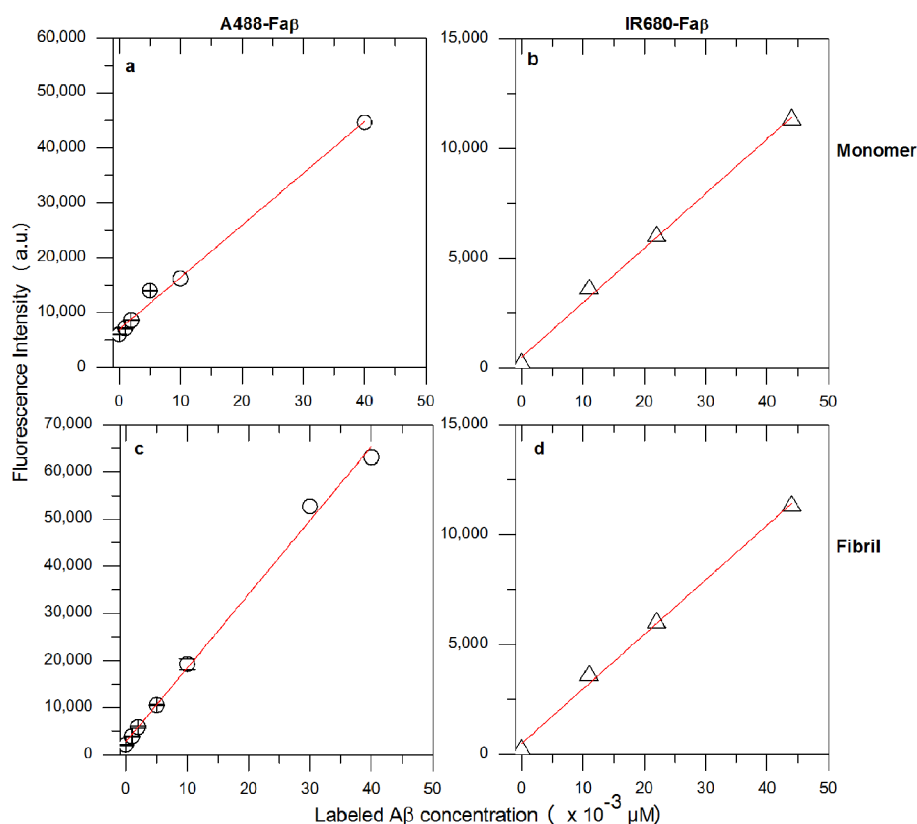 A488-Faβ
IR680-Faβ
60,000
50,000
40,000
30,000
20,000
10,000
0
a
0 10 20 30 40 50
15,000
10,000
5,000
0
b
0 10 20 30 40 50
Monomer
Fluorescence Intensity ( a.u.)
70,000
60,000
50,000
40,000
30,000
20,000
10,000
0
c
0 10 20 30 40 50
15,000
10,000
5,000
0
d
0 10 20 30 40 50
Fibril
Labeled Aβ concentration ( x 10⁻³ μM)